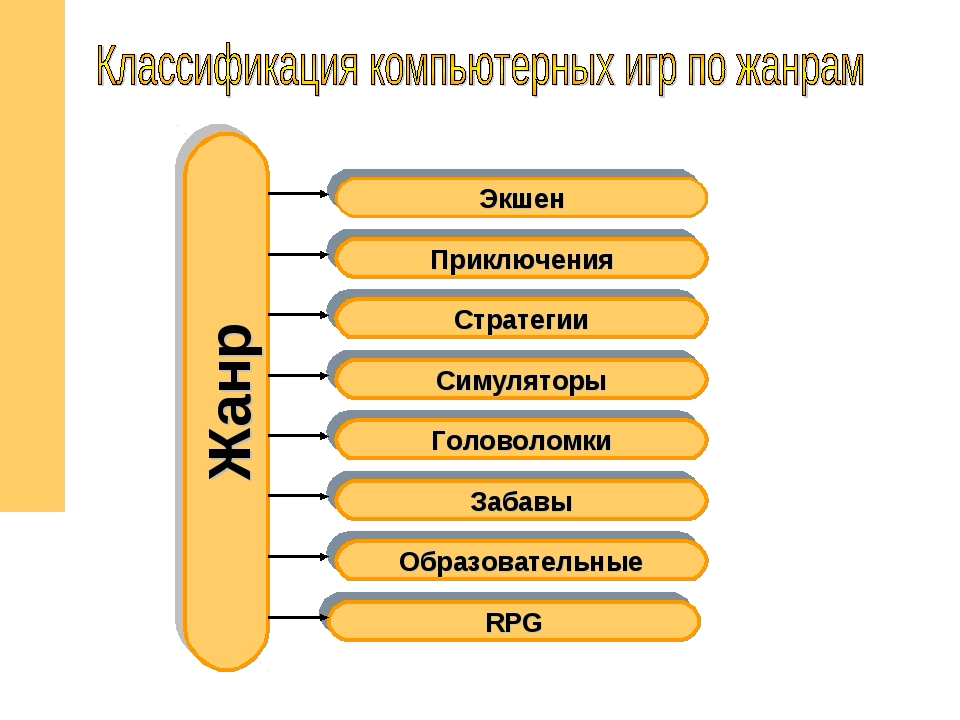 Классификация компьютерных игр по жанрам
Жанр
Экшен
Приключения
Стратегии
Симуляторы
Головоломки
Забавы
Образовательные
RPG